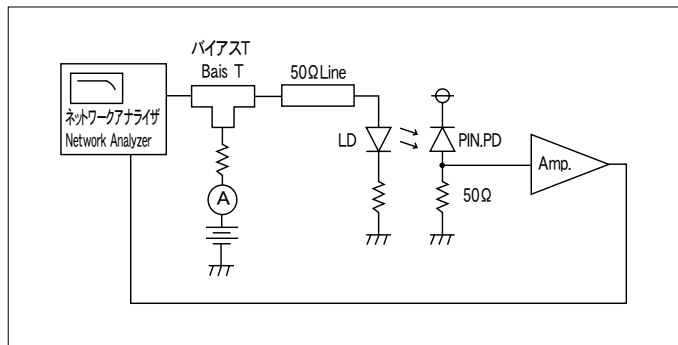 バイアスT
Bais T
50ΩLine
ネットワークアナライザ
Network Analyzer
A
LD
PIN.PD
50Ω
Amp.